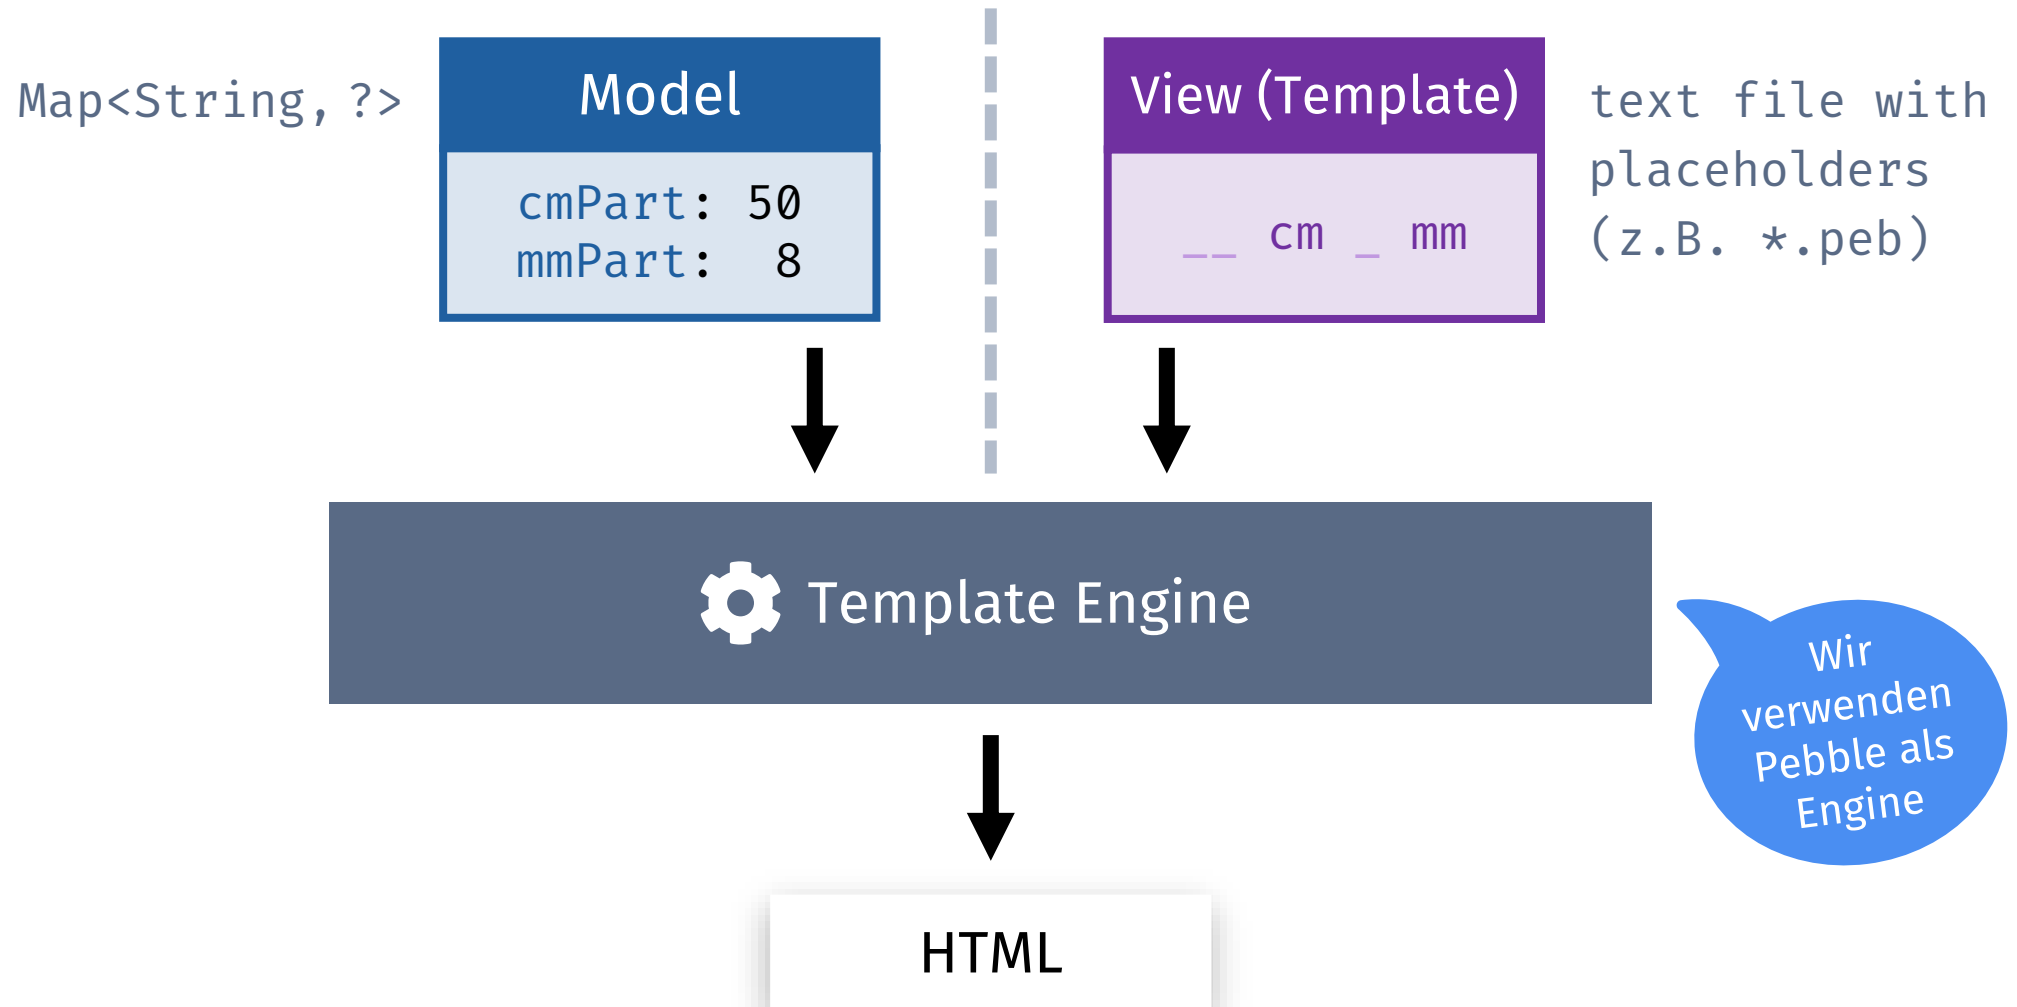 Map<String, ?>
Model
cmPart: 50
mmPart: 8
View (Template)
__ cm _ mm
text file with
placeholders
(z.B. *.peb)
Template Engine
Wir
verwenden
Pebble als
Engine
HTML